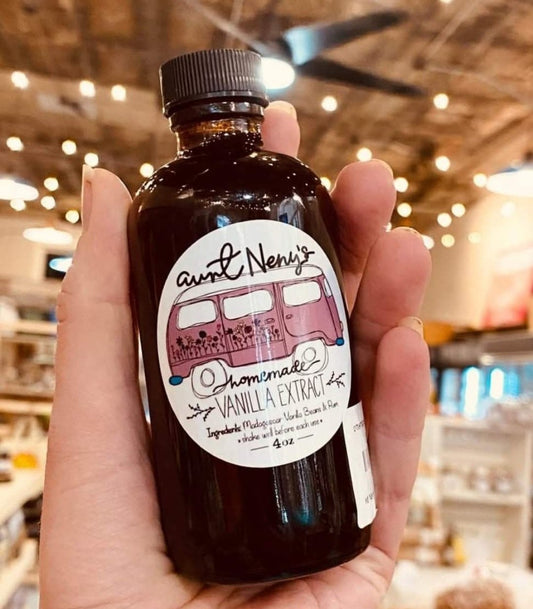 aunt Neny's
homemade
VANILLA EXTRACT
Ingredients: Madagascar Vanilla Beans & Rum
• shake well before each use •
4oz